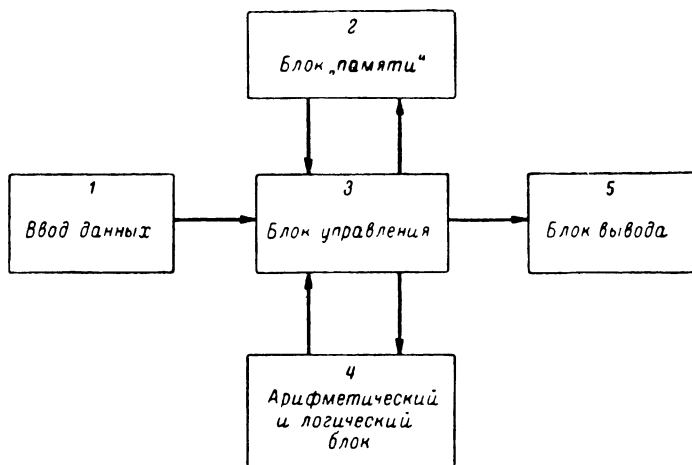 2
Блок „памяти“
1
Ввод данных
3
Блок управления
5
Блок вывода
4
Арифметический
и логический
блок